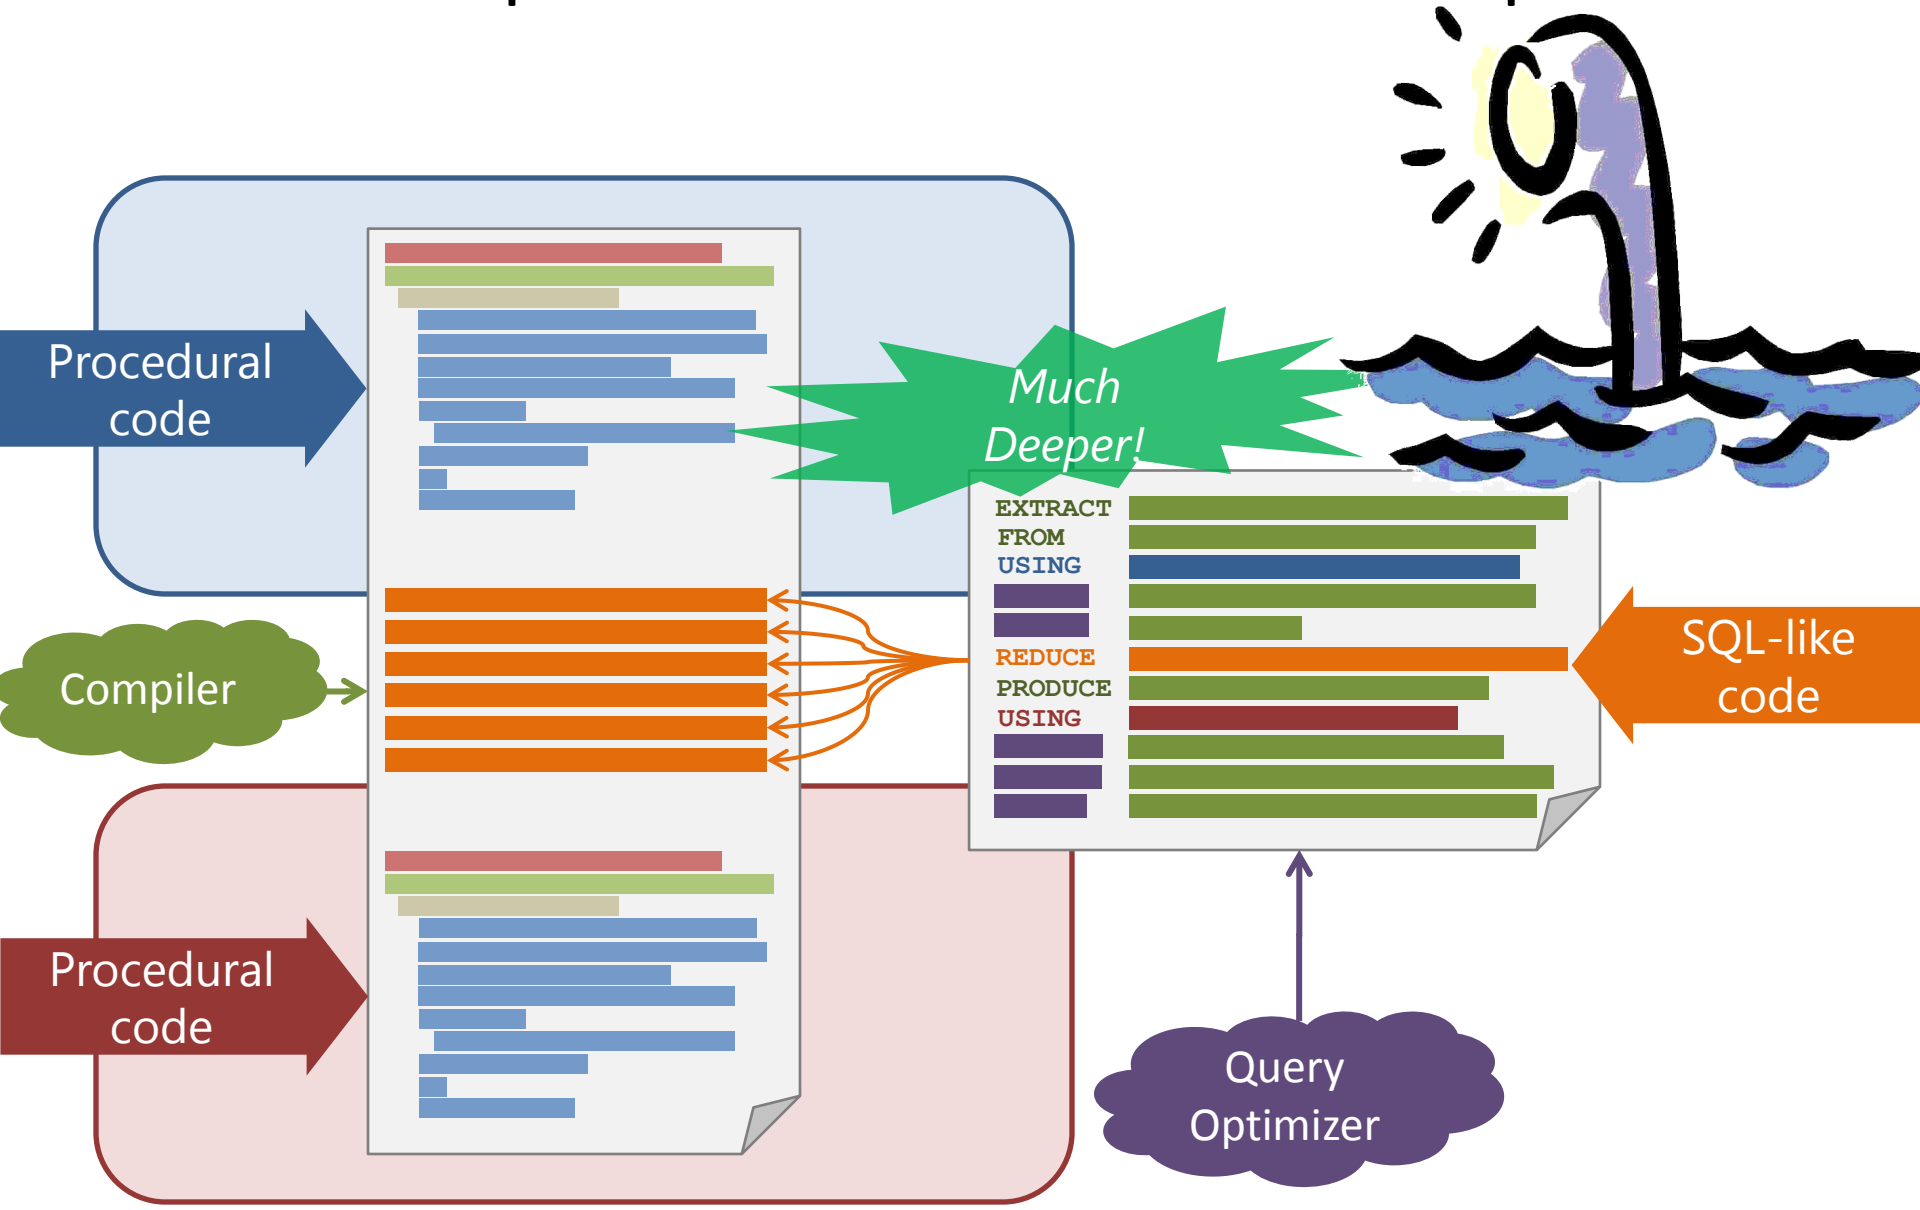 Procedural
code
Much
Deeper!
EXTRACT
FROM
USING
REDUCE
PRODUCE
USING
SQL-like
code
Compiler
Procedural
code
Query
Optimizer